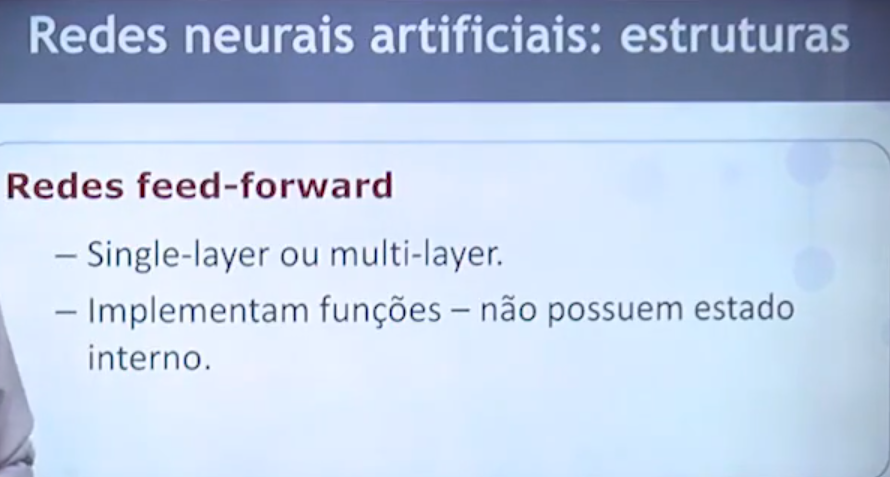 Redes neurais artificiais: estruturas
Redes feed-forward
– Single-layer ou multi-layer.
– Implementam funções – não possuem estado
interno.